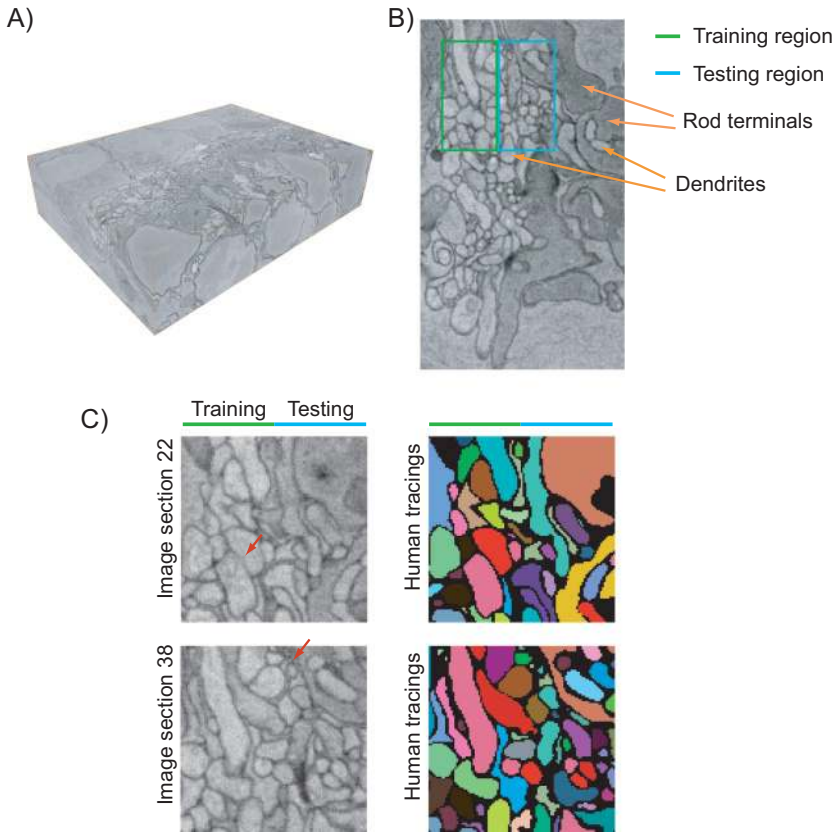 A)
B)
Training region
Testing region
Rod terminals
Dendrites
C)
Training
Testing
Image section 22
Human tracings
Image section 38
Human tracings